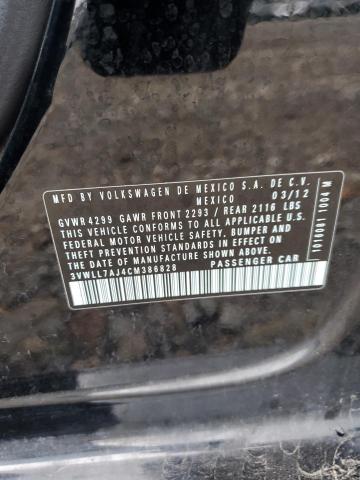 MFD BY VOLKSWAGEN DE MEXICO S.A. DE C.V.
MEXICO 03/12
GVWR 4299 GAWR FRONT 2293 / REAR 2116 LBS
THIS VEHICLE CONFORMS TO ALL APPLICABLE U.S.
FEDERAL MOTOR VEHICLE SAFETY, BUMPER AND
THEFT PREVENTION STANDARDS IN EFFECT ON
THE DATE OF MANUFACTURE SHOWN ABOVE.
3VWLL7AJ4CM386828 PASSENGER CAR